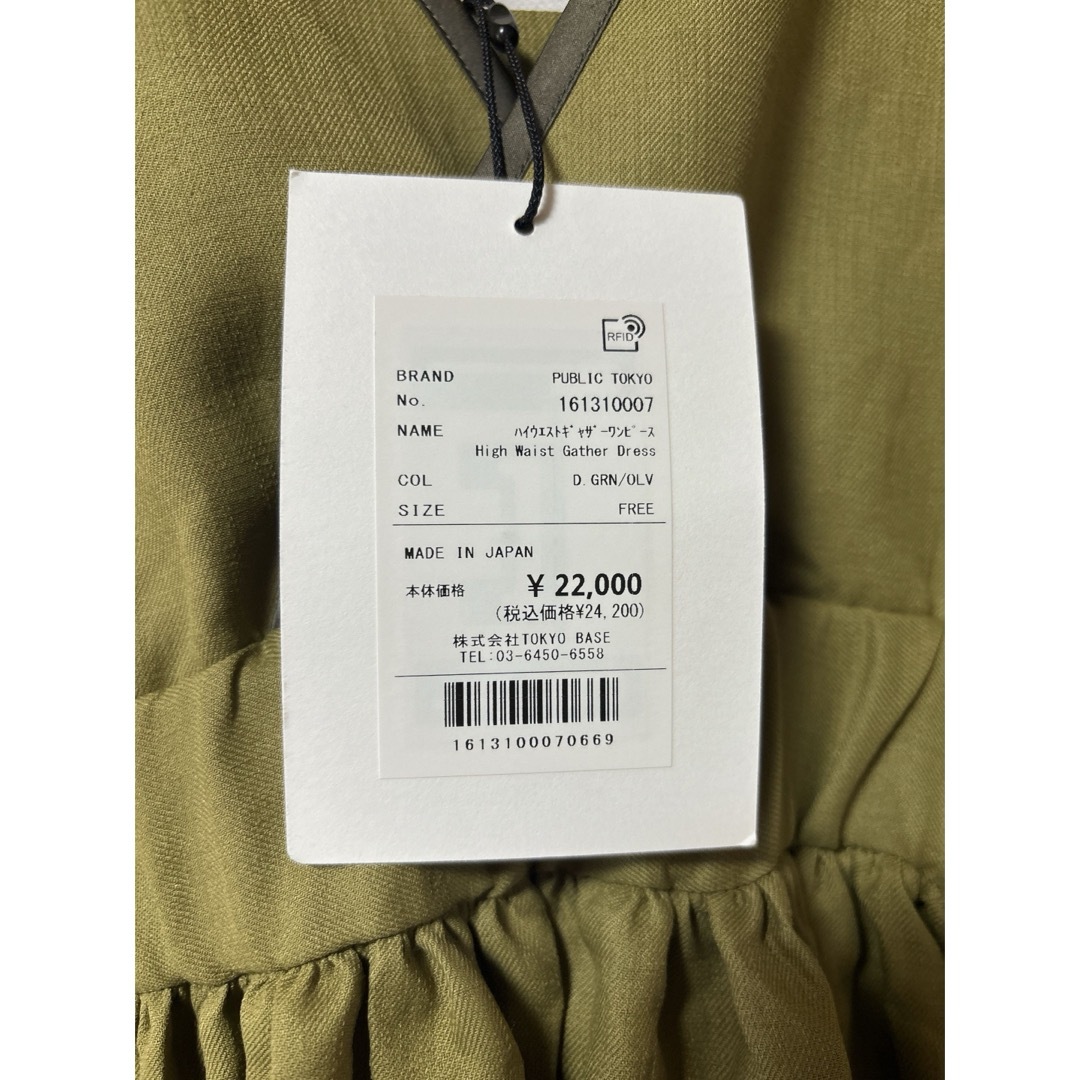 RFID
BRAND PUBLIC TOKYO
No. 161310007
NAME ﾊｲｳｴｽﾄｷﾞｬｻﾞｰﾜﾝﾋﾟｰｽ
High Waist Gather Dress
COL D.GRN/OLV
SIZE FREE
MADE IN JAPAN
本体価格 ¥ 22,000
(税込価格¥24,200)
株式会社TOKYO BASE
TEL:03-6450-6558
1613100070669